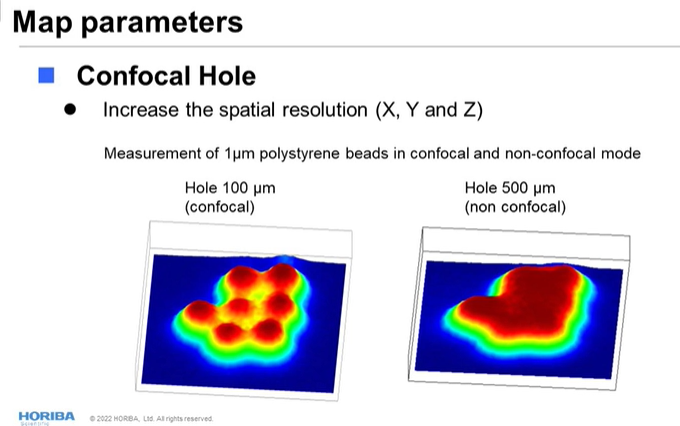 Map parameters
Confocal Hole
Increase the spatial resolution (X, Y and Z)
Measurement of 1µm polystyrene beads in confocal and non-confocal mode
Hole 100 µm
(confocal)
Hole 500 µm
(non confocal)
HORIBA
Scientific
© 2022 HORIBA, Ltd. All rights reserved.